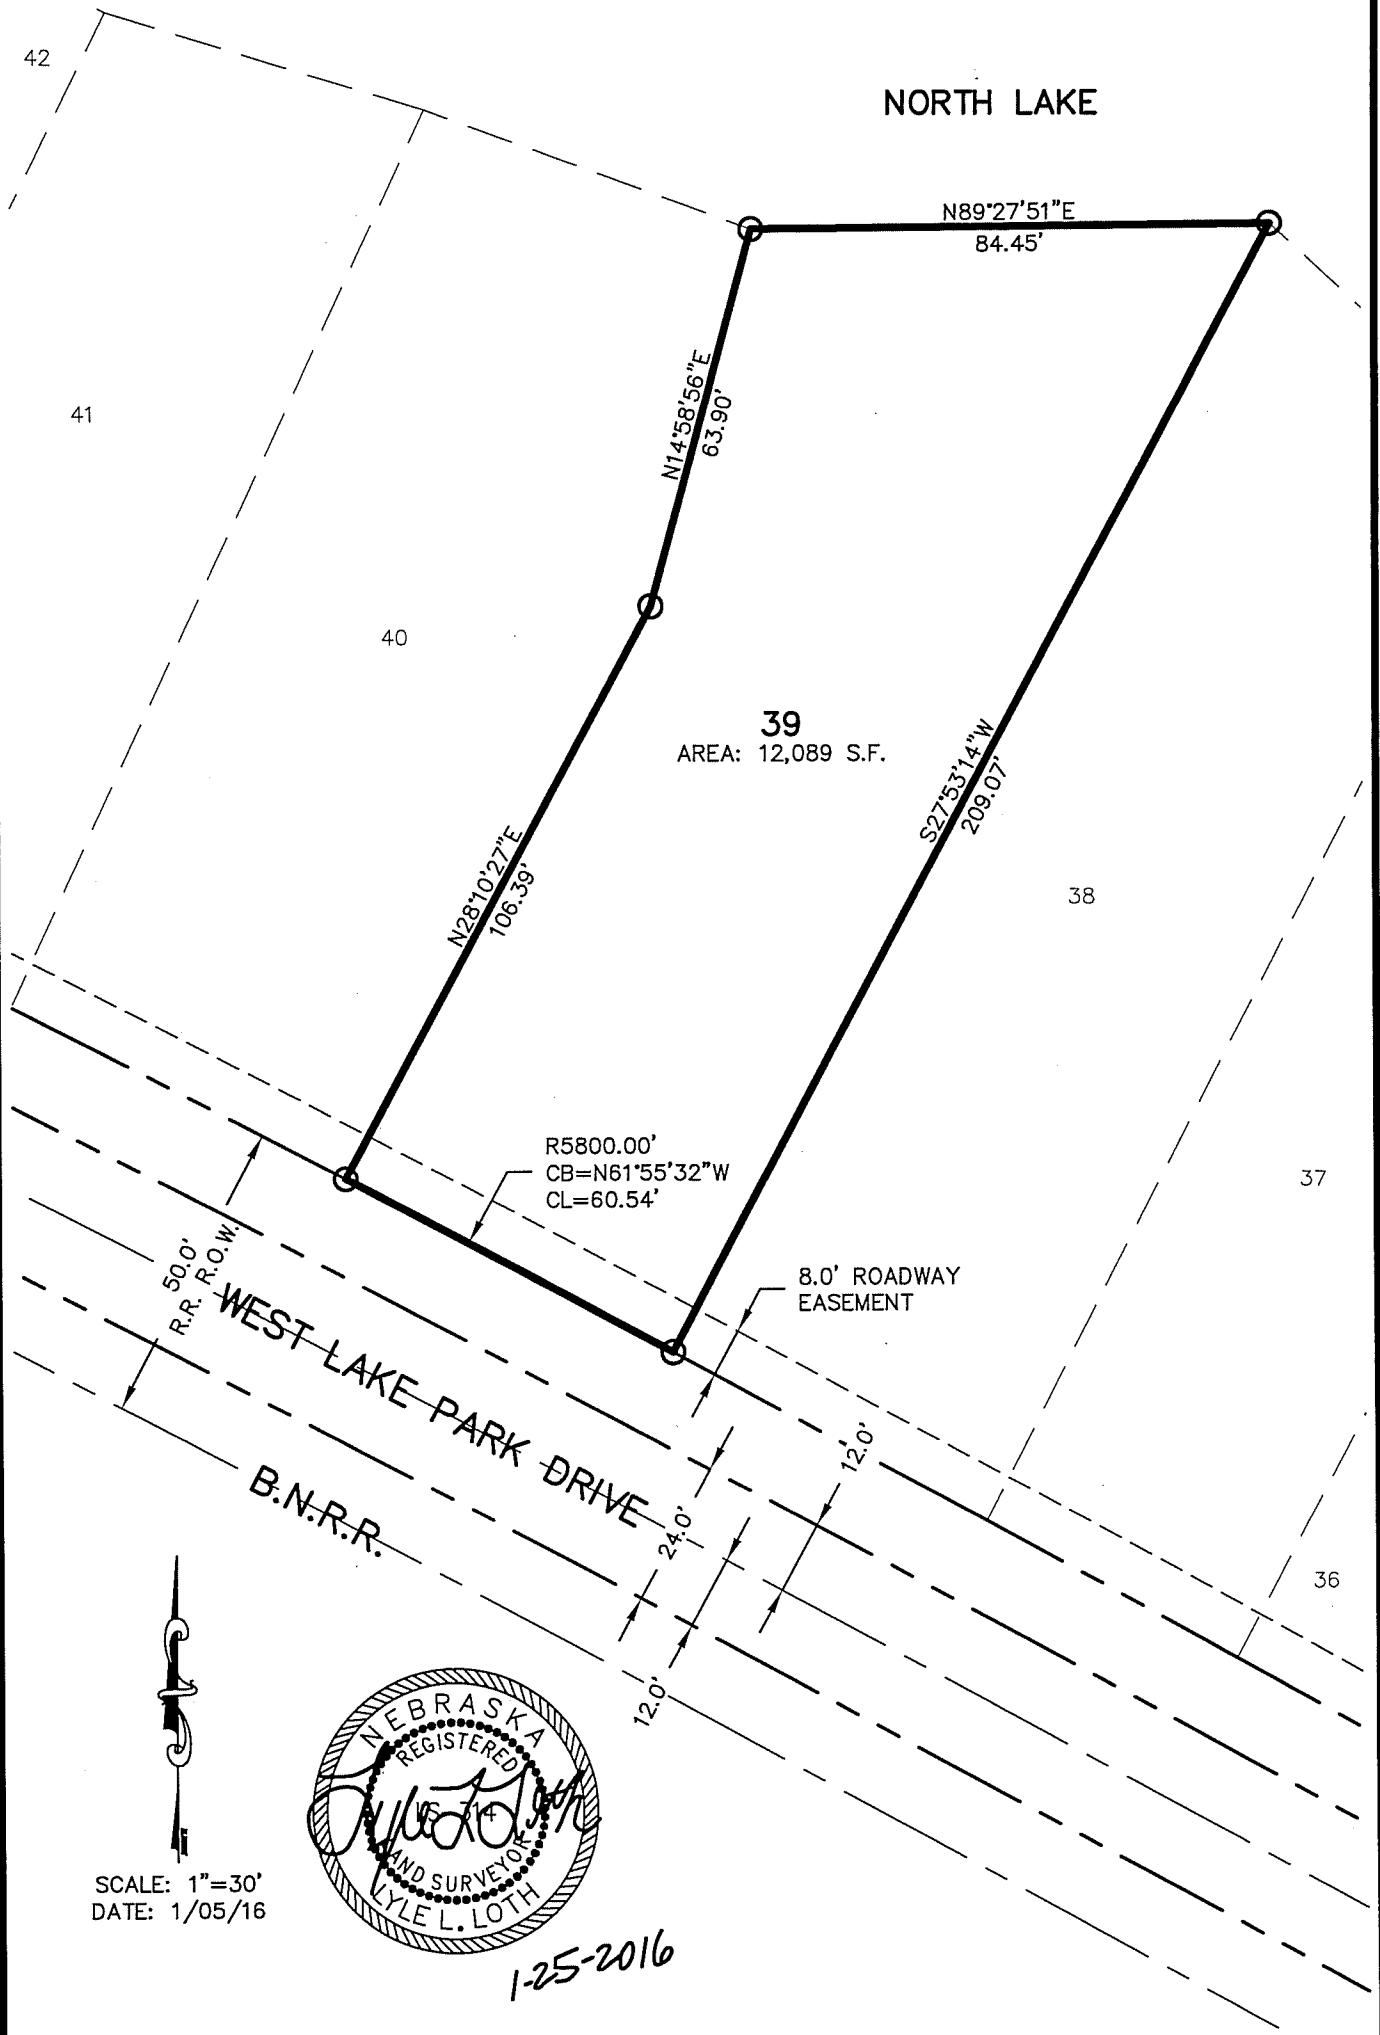 42
NORTH LAKE
N89°27'51"E
84.45'
N14°58'56"E
63.90'
41
40
39
AREA: 12,089 S.F.
S27°53'14"W
209.07'
N28°10'27"E
106.39'
38
R5800.00'
CB=N61°55'32"W
CL=60.54'
37
50.0'
R.R. R.O.W.
8.0' ROADWAY
EASEMENT
WEST LAKE PARK DRIVE
B.N.R.R.
12.0'
24.0'
12.0'
36
NEBRASKA
REGISTERED
LS 314
LAND SURVEYOR
LYLE L. LOTH
SCALE: 1"=30'
DATE: 1/05/16
1-25-2016